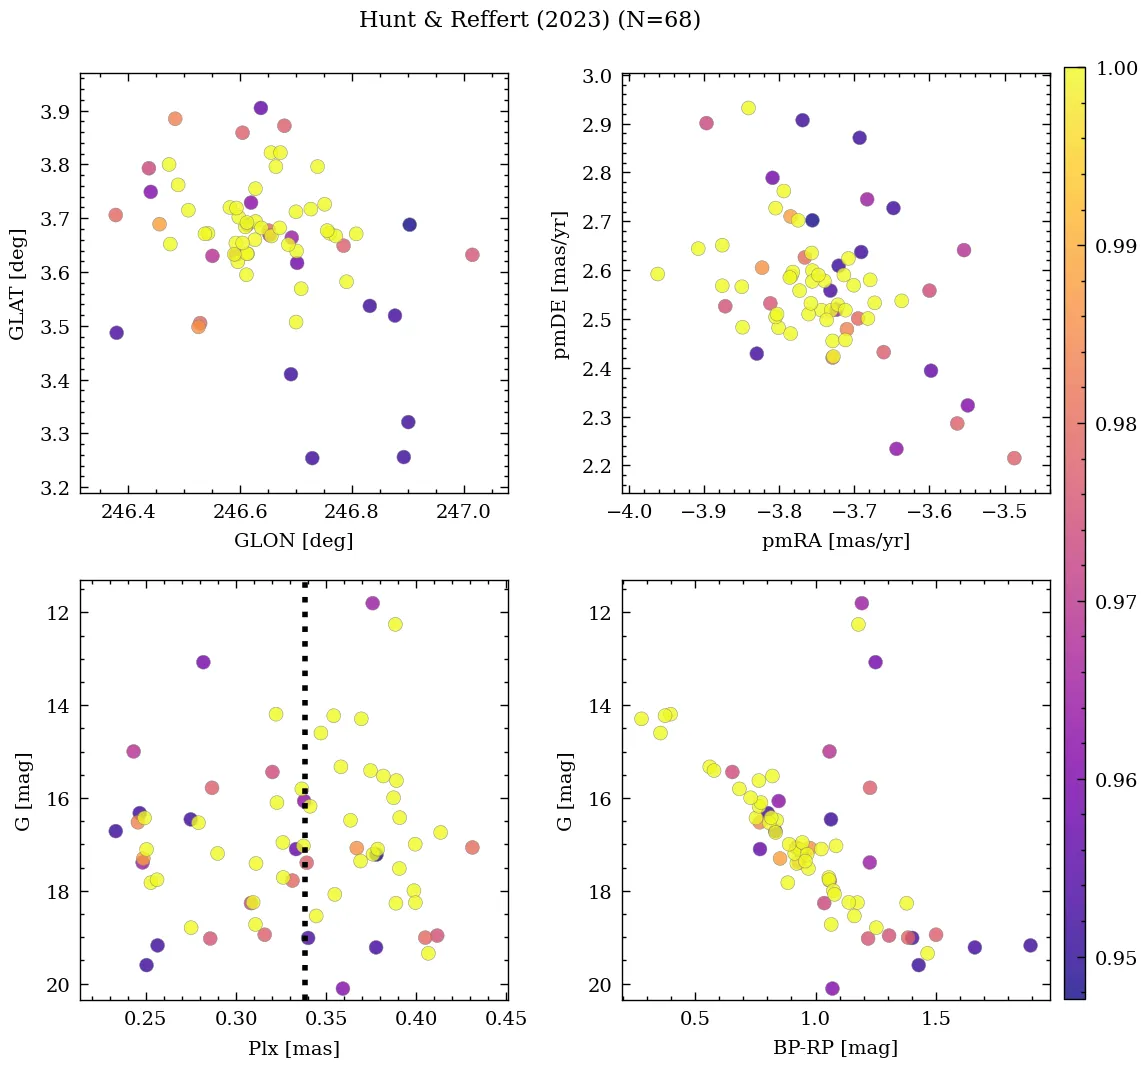 Hunt & Reffert (2023) (N=68)
3.9
3.8
3.7
3.6
3.5
3.4
3.3
3.2
GLAT [deg]
246.4 246.6 246.8 247.0
GLON [deg]
3.0
2.9
2.8
2.7
2.6
2.5
2.4
2.3
2.2
pmDE [mas/yr]
−4.0 −3.9 −3.8 −3.7 −3.6 −3.5
pmRA [mas/yr]
12
14
16
18
20
G [mag]
0.25 0.30 0.35 0.40 0.45
Plx [mas]
12
14
16
18
20
G [mag]
0.5 1.0 1.5
BP-RP [mag]
1.00
0.99
0.98
0.97
0.96
0.95